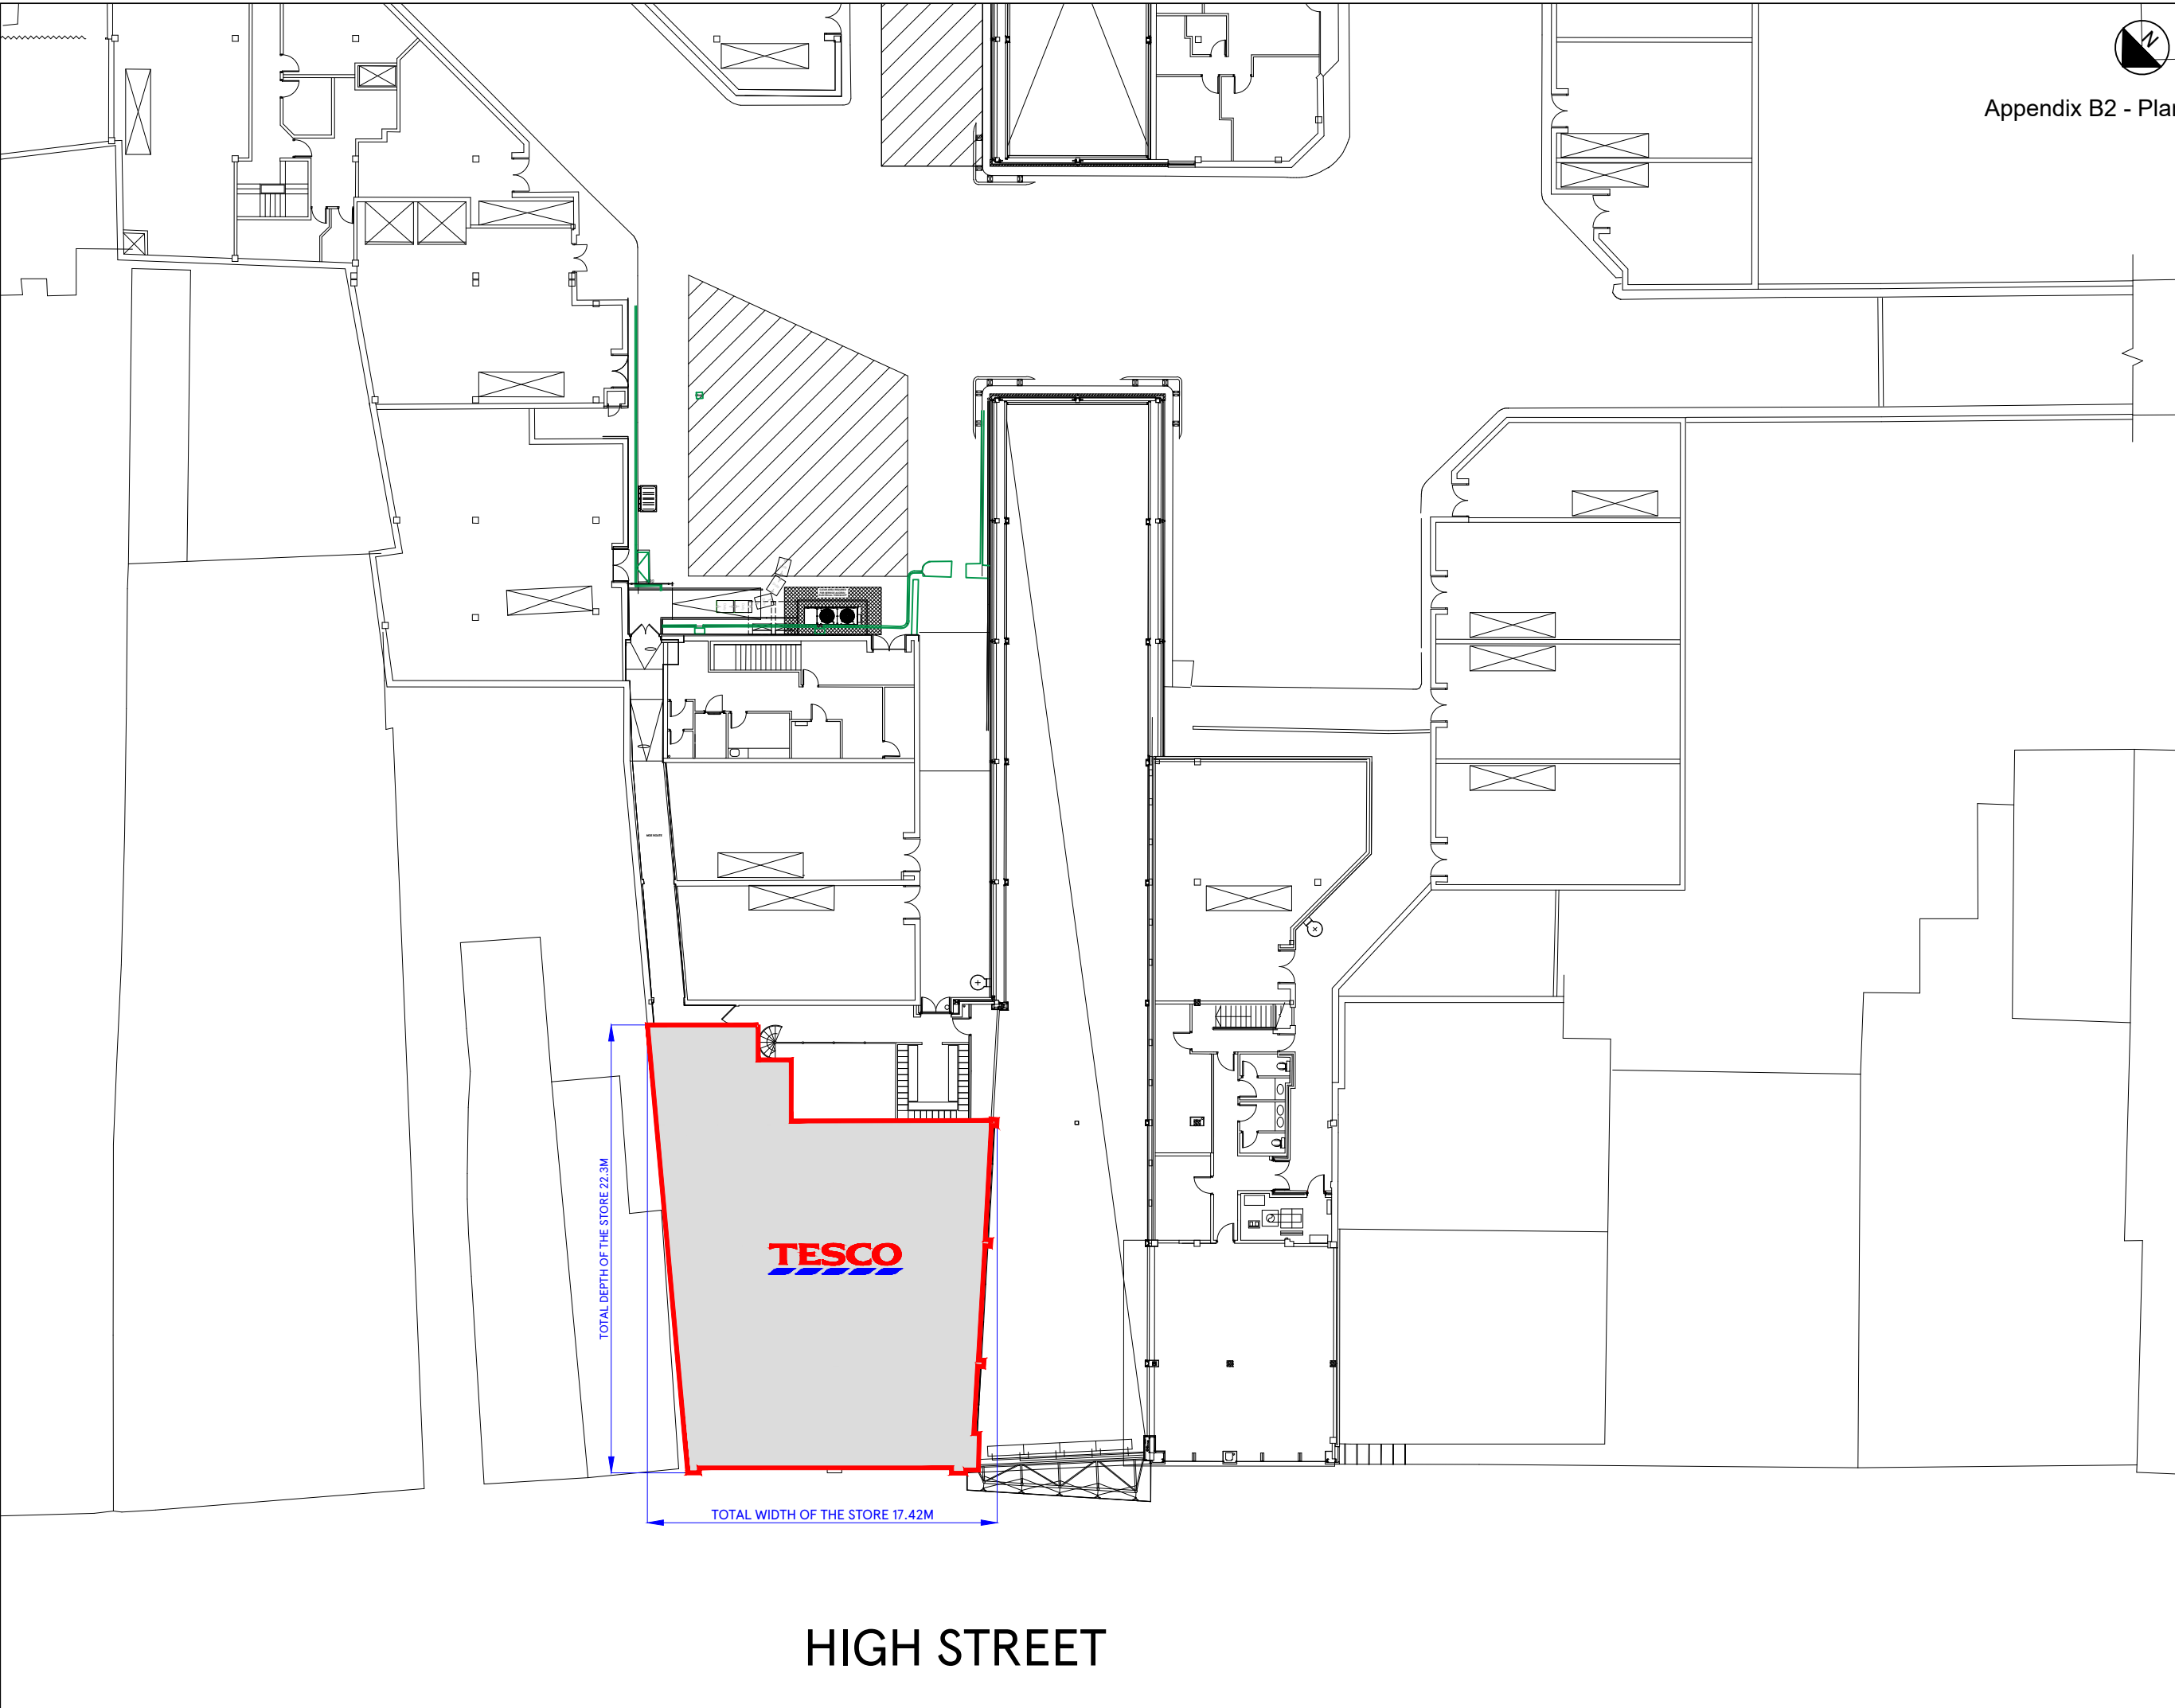 N
Appendix B2 - Plan
TOTAL DEPTH OF THE STORE 22.3M
TESCO
TOTAL WIDTH OF THE STORE 17.42M
HIGH STREET